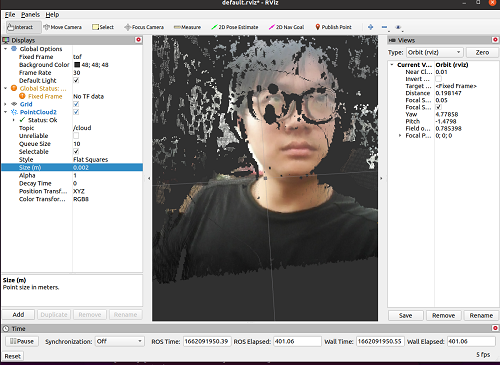 default.rviz* - RViz
File Panels Help
Interact Move Camera Select Focus Camera Measure 2D Pose Estimate 2D Nav Goal Publish Point
Displays
Global Options
Fixed Frame tof
Background Color 48; 48; 48
Frame Rate 30
Default Light
Global Status: ...
Fixed Frame No TF data
Grid
PointCloud2
Status: Ok
Topic /cloud
Unreliable
Queue Size 10
Selectable
Style Flat Squares
Size (m) 0.002
Alpha 1
Decay Time 0
Position Transf... XYZ
Color Transfor... RGB8
Size (m)
Point size in meters.
Add Duplicate Remove Rename
Views
Type: Orbit (rviz) Zero
Current V... Orbit (rviz)
Near Cl... 0.01
Invert ...
Target ... <Fixed Frame>
Distance 0.198147
Focal S... 0.05
Focal S...
Yaw 4.77858
Pitch -1.4798
Field o... 0.785398
Focal P... 0; 0; 0
Save Remove Rename
Time
Pause Synchronization: Off ROS Time: 1662091950.39 ROS Elapsed: 401.06 Wall Time: 1662091950.55 Wall Elapsed: 401.06
Reset 5 fps